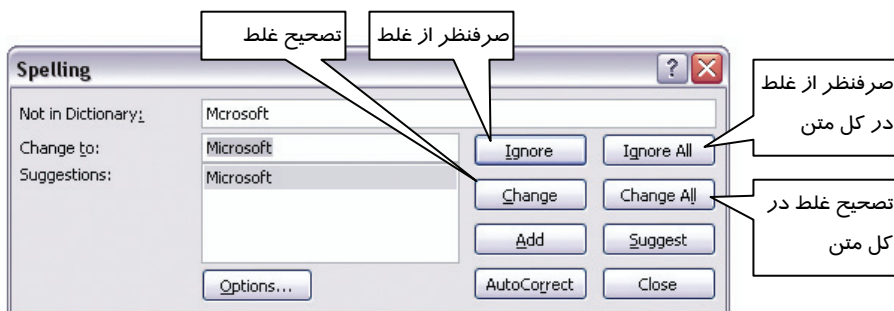 تصحیح غلط
صرفنظر از غلط
Spelling
صرفنظر از غلط
در کل متن
Not in Dictionary:
Mcrosoft
Change to:
Microsoft
Ignore
Ignore All
Suggestions:
Microsoft
Change
Change All
تصحیح غلط در
کل متن
Add
Suggest
Options...
AutoCorrect
Close